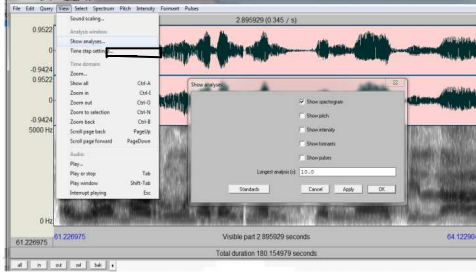 File Edit Query View Select Spectrum Pitch Intensity Formant Pulses
Sound scaling...
Analysis window:
Show analyses...
Time step settings...
Time domain:
Zoom...
Show all Ctrl-A
Zoom in Ctrl-I
Zoom out Ctrl-O
Zoom to selection Ctrl-N
Zoom back Ctrl-B
Scroll page back PageUp
Scroll page forward PageDown
Audio:
Play...
Play or stop Tab
Play window Shift-Tab
Interrupt playing Esc
2.895929 (0.345 / s)
0.9522
0
-0.9424
0.9522
0
-0.9424
5000 Hz
0 Hz
Show analyses
Show spectrogram
Show pitch
Show intensity
Show formants
Show pulses
Longest analysis (s) 10.0
Standards Cancel Apply OK
61.226975 61.226975 Visible part 2.895929 seconds 64.122904
Total duration 180.154979 seconds
all in out sel bak